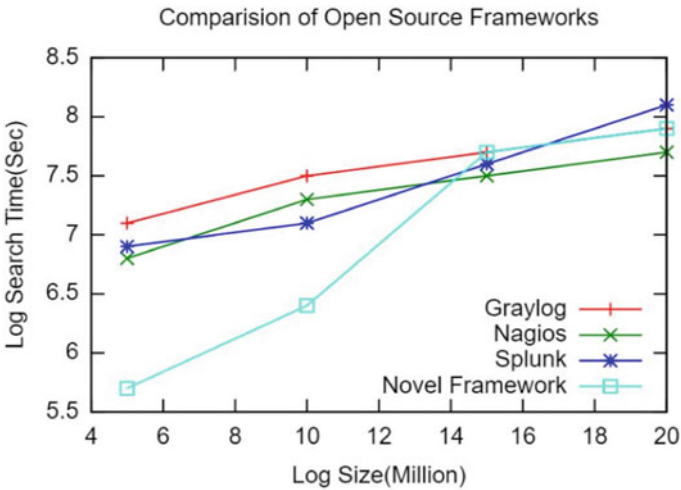 Comparision of Open Source Frameworks
8.5
8
7.5
7
6.5
6
5.5
Log Search Time(Sec)
Graylog
Nagios
Splunk
Novel Framework
4 6 8 10 12 14 16 18 20
Log Size(Million)